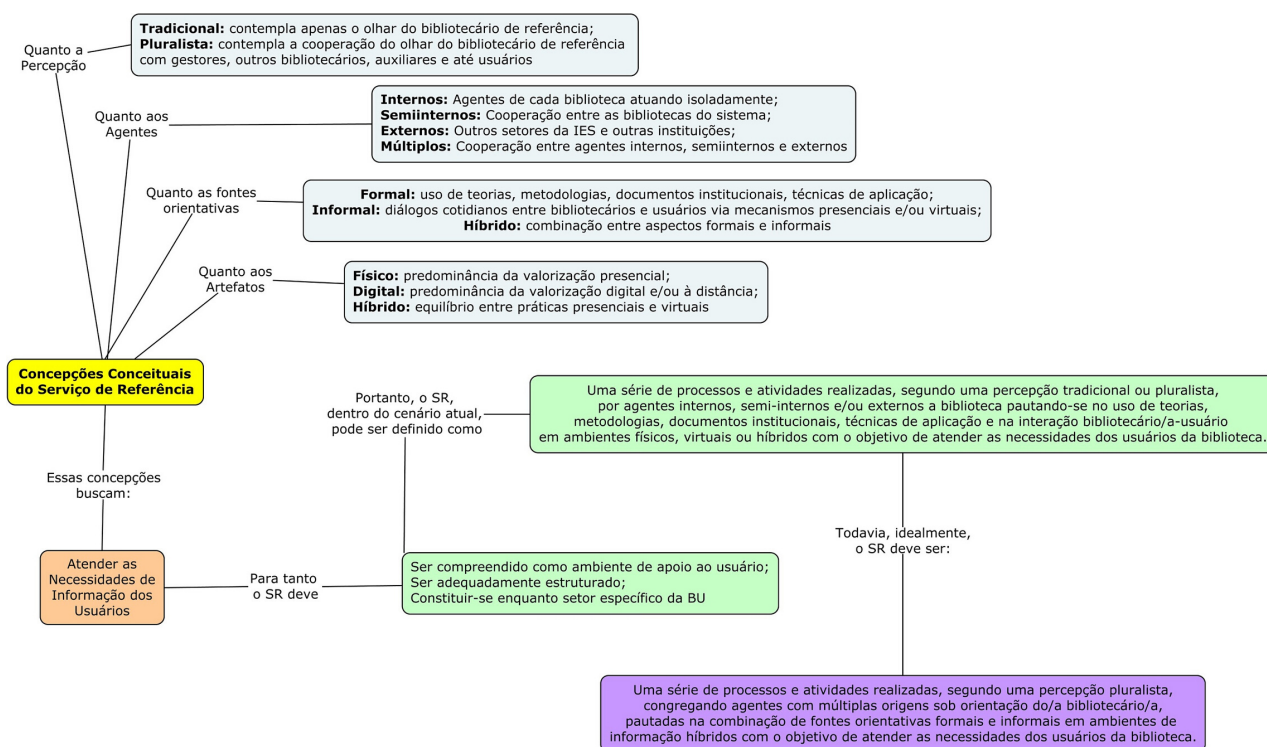 Quanto a
Percepção
Tradicional: contempla apenas o olhar do bibliotecário de referência;
Pluralista: contempla a cooperação do olhar do bibliotecário de referência
com gestores, outros bibliotecários, auxiliares e até usuários
Quanto aos
Agentes
Internos: Agentes de cada biblioteca atuando isoladamente;
Semiinternos: Cooperação entre as bibliotecas do sistema;
Externos: Outros setores da IES e outras instituições;
Múltiplos: Cooperação entre agentes internos, semiinternos e externos
Quanto as fontes
orientativas
Formal: uso de teorias, metodologias, documentos institucionais, técnicas de aplicação;
Informal: diálogos cotidianos entre bibliotecários e usuários via mecanismos presenciais e/ou virtuais;
Híbrido: combinação entre aspectos formais e informais
Quanto aos
Artefatos
Físico: predominância da valorização presencial;
Digital: predominância da valorização digital e/ou à distância;
Híbrido: equilíbrio entre práticas presenciais e virtuais
Concepções Conceituais
do Serviço de Referência
Essas concepções
buscam:
Atender as
Necessidades de
Informação dos
Usuários
Para tanto
o SR deve
Ser compreendido como ambiente de apoio ao usuário;
Ser adequadamente estruturado;
Constituir-se enquanto setor específico da BU
Portanto, o SR,
dentro do cenário atual,
pode ser definido como
Uma série de processos e atividades realizadas, segundo uma percepção tradicional ou pluralista,
por agentes internos, semi-internos e/ou externos a biblioteca pautando-se no uso de teorias,
metodologias, documentos institucionais, técnicas de aplicação e na interação bibliotecário/a-usuário
em ambientes físicos, virtuais ou híbridos com o objetivo de atender as necessidades dos usuários da biblioteca.
Todavia, idealmente,
o SR deve ser:
Uma série de processos e atividades realizadas, segundo uma percepção pluralista,
congregando agentes com múltiplas origens sob orientação do/a bibliotecário/a,
pautadas na combinação de fontes orientativas formais e informais em ambientes de
informação híbridos com o objetivo de atender as necessidades dos usuários da biblioteca.